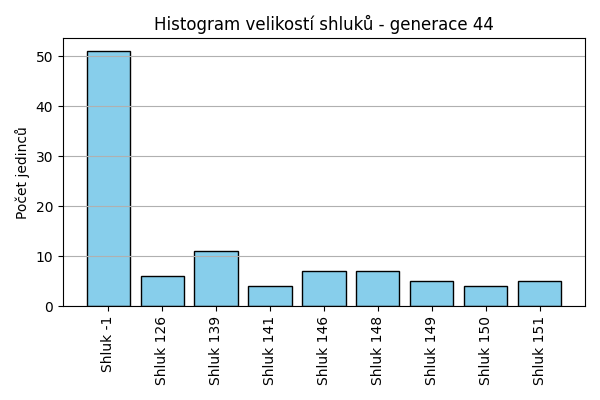 Histogram velikostí shluků - generace 44
Počet jedinců
50
40
30
20
10
0
Shluk -1
Shluk 126
Shluk 139
Shluk 141
Shluk 146
Shluk 148
Shluk 149
Shluk 150
Shluk 151